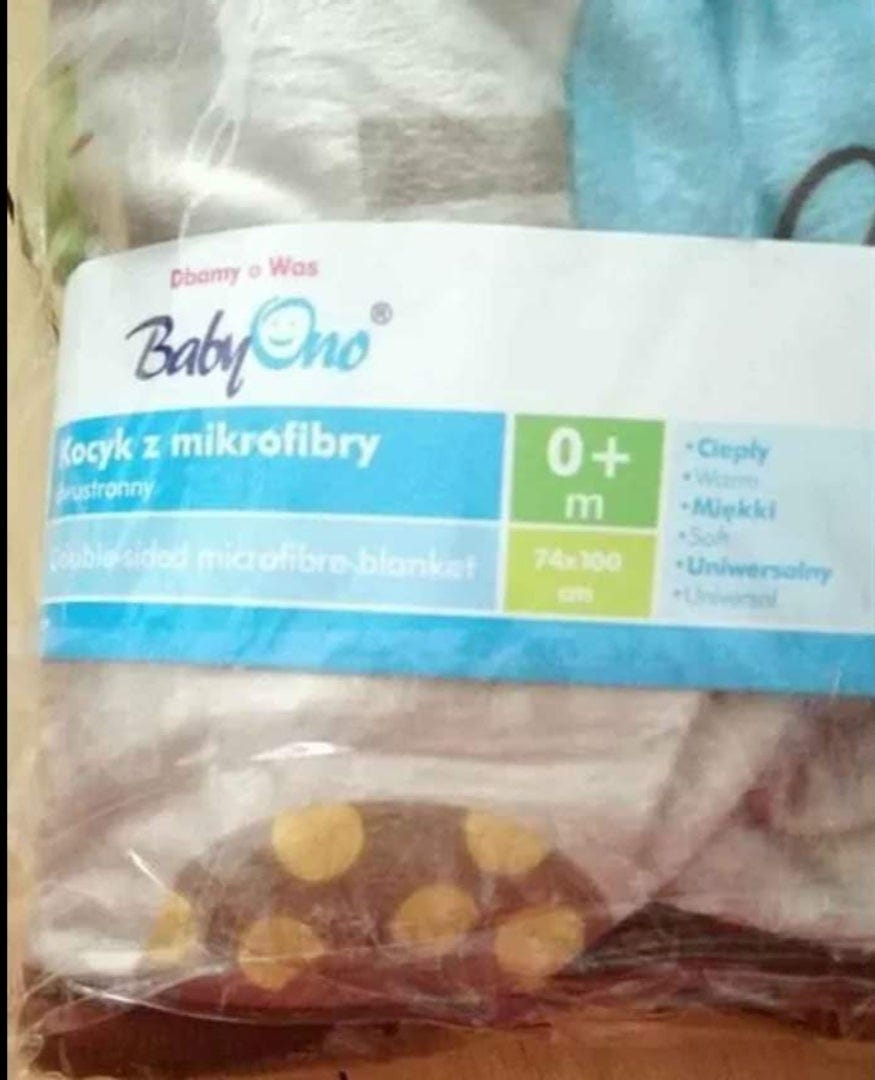 Dbamy o Was
BabyOno®
Kocyk z mikrofibry
dwustronny
Double-sided microfibre blanket
0+
m
74x100
cm
•Ciepły
•Warm
•Miękki
•Soft
•Uniwersalny
•Universal